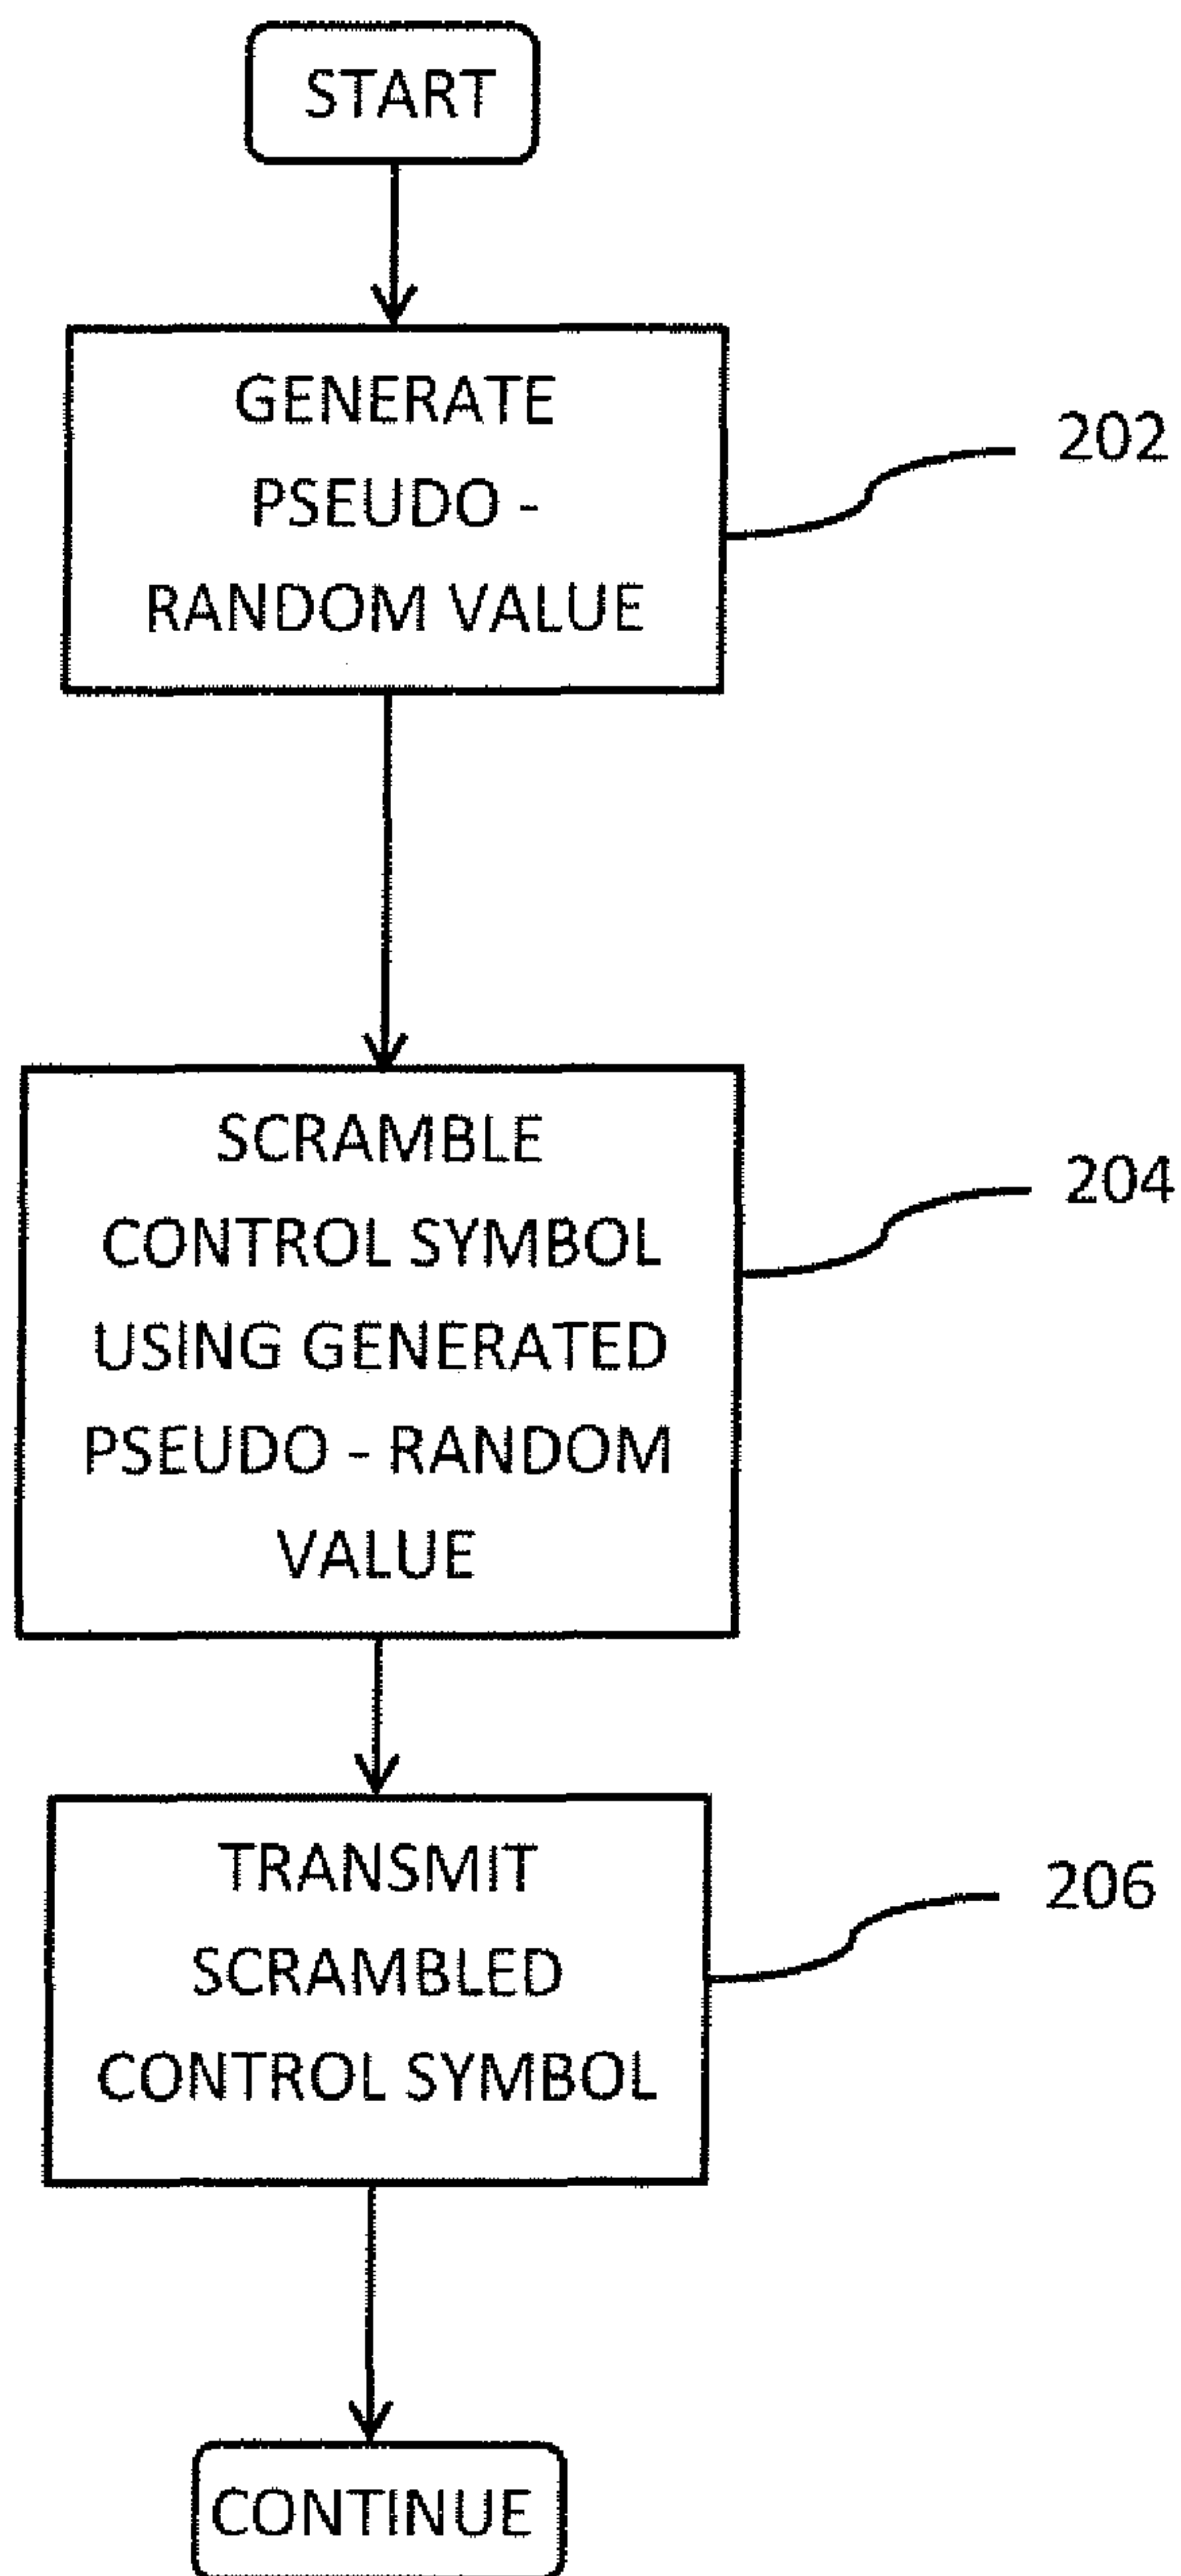 START
GENERATE
PSEUDO -
RANDOM VALUE
202
SCRAMBLE
CONTROL SYMBOL
USING GENERATED
PSEUDO - RANDOM
VALUE
204
TRANSMIT
SCRAMBLED
CONTROL SYMBOL
206
CONTINUE